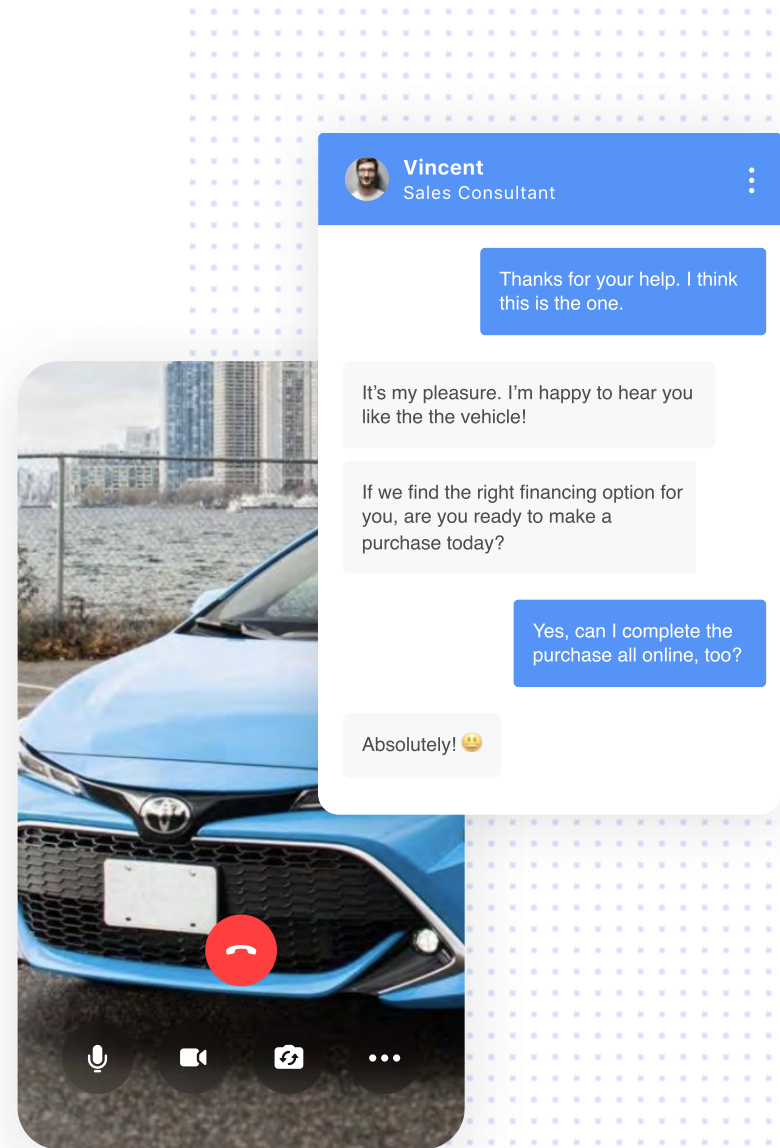 Vincent
Sales Consultant
Thanks for your help. I think
this is the one.
It’s my pleasure. I’m happy to hear you
like the the vehicle!
If we find the right financing option for
you, are you ready to make a
purchase today?
Yes, can I complete the
purchase all online, too?
Absolutely! 😃